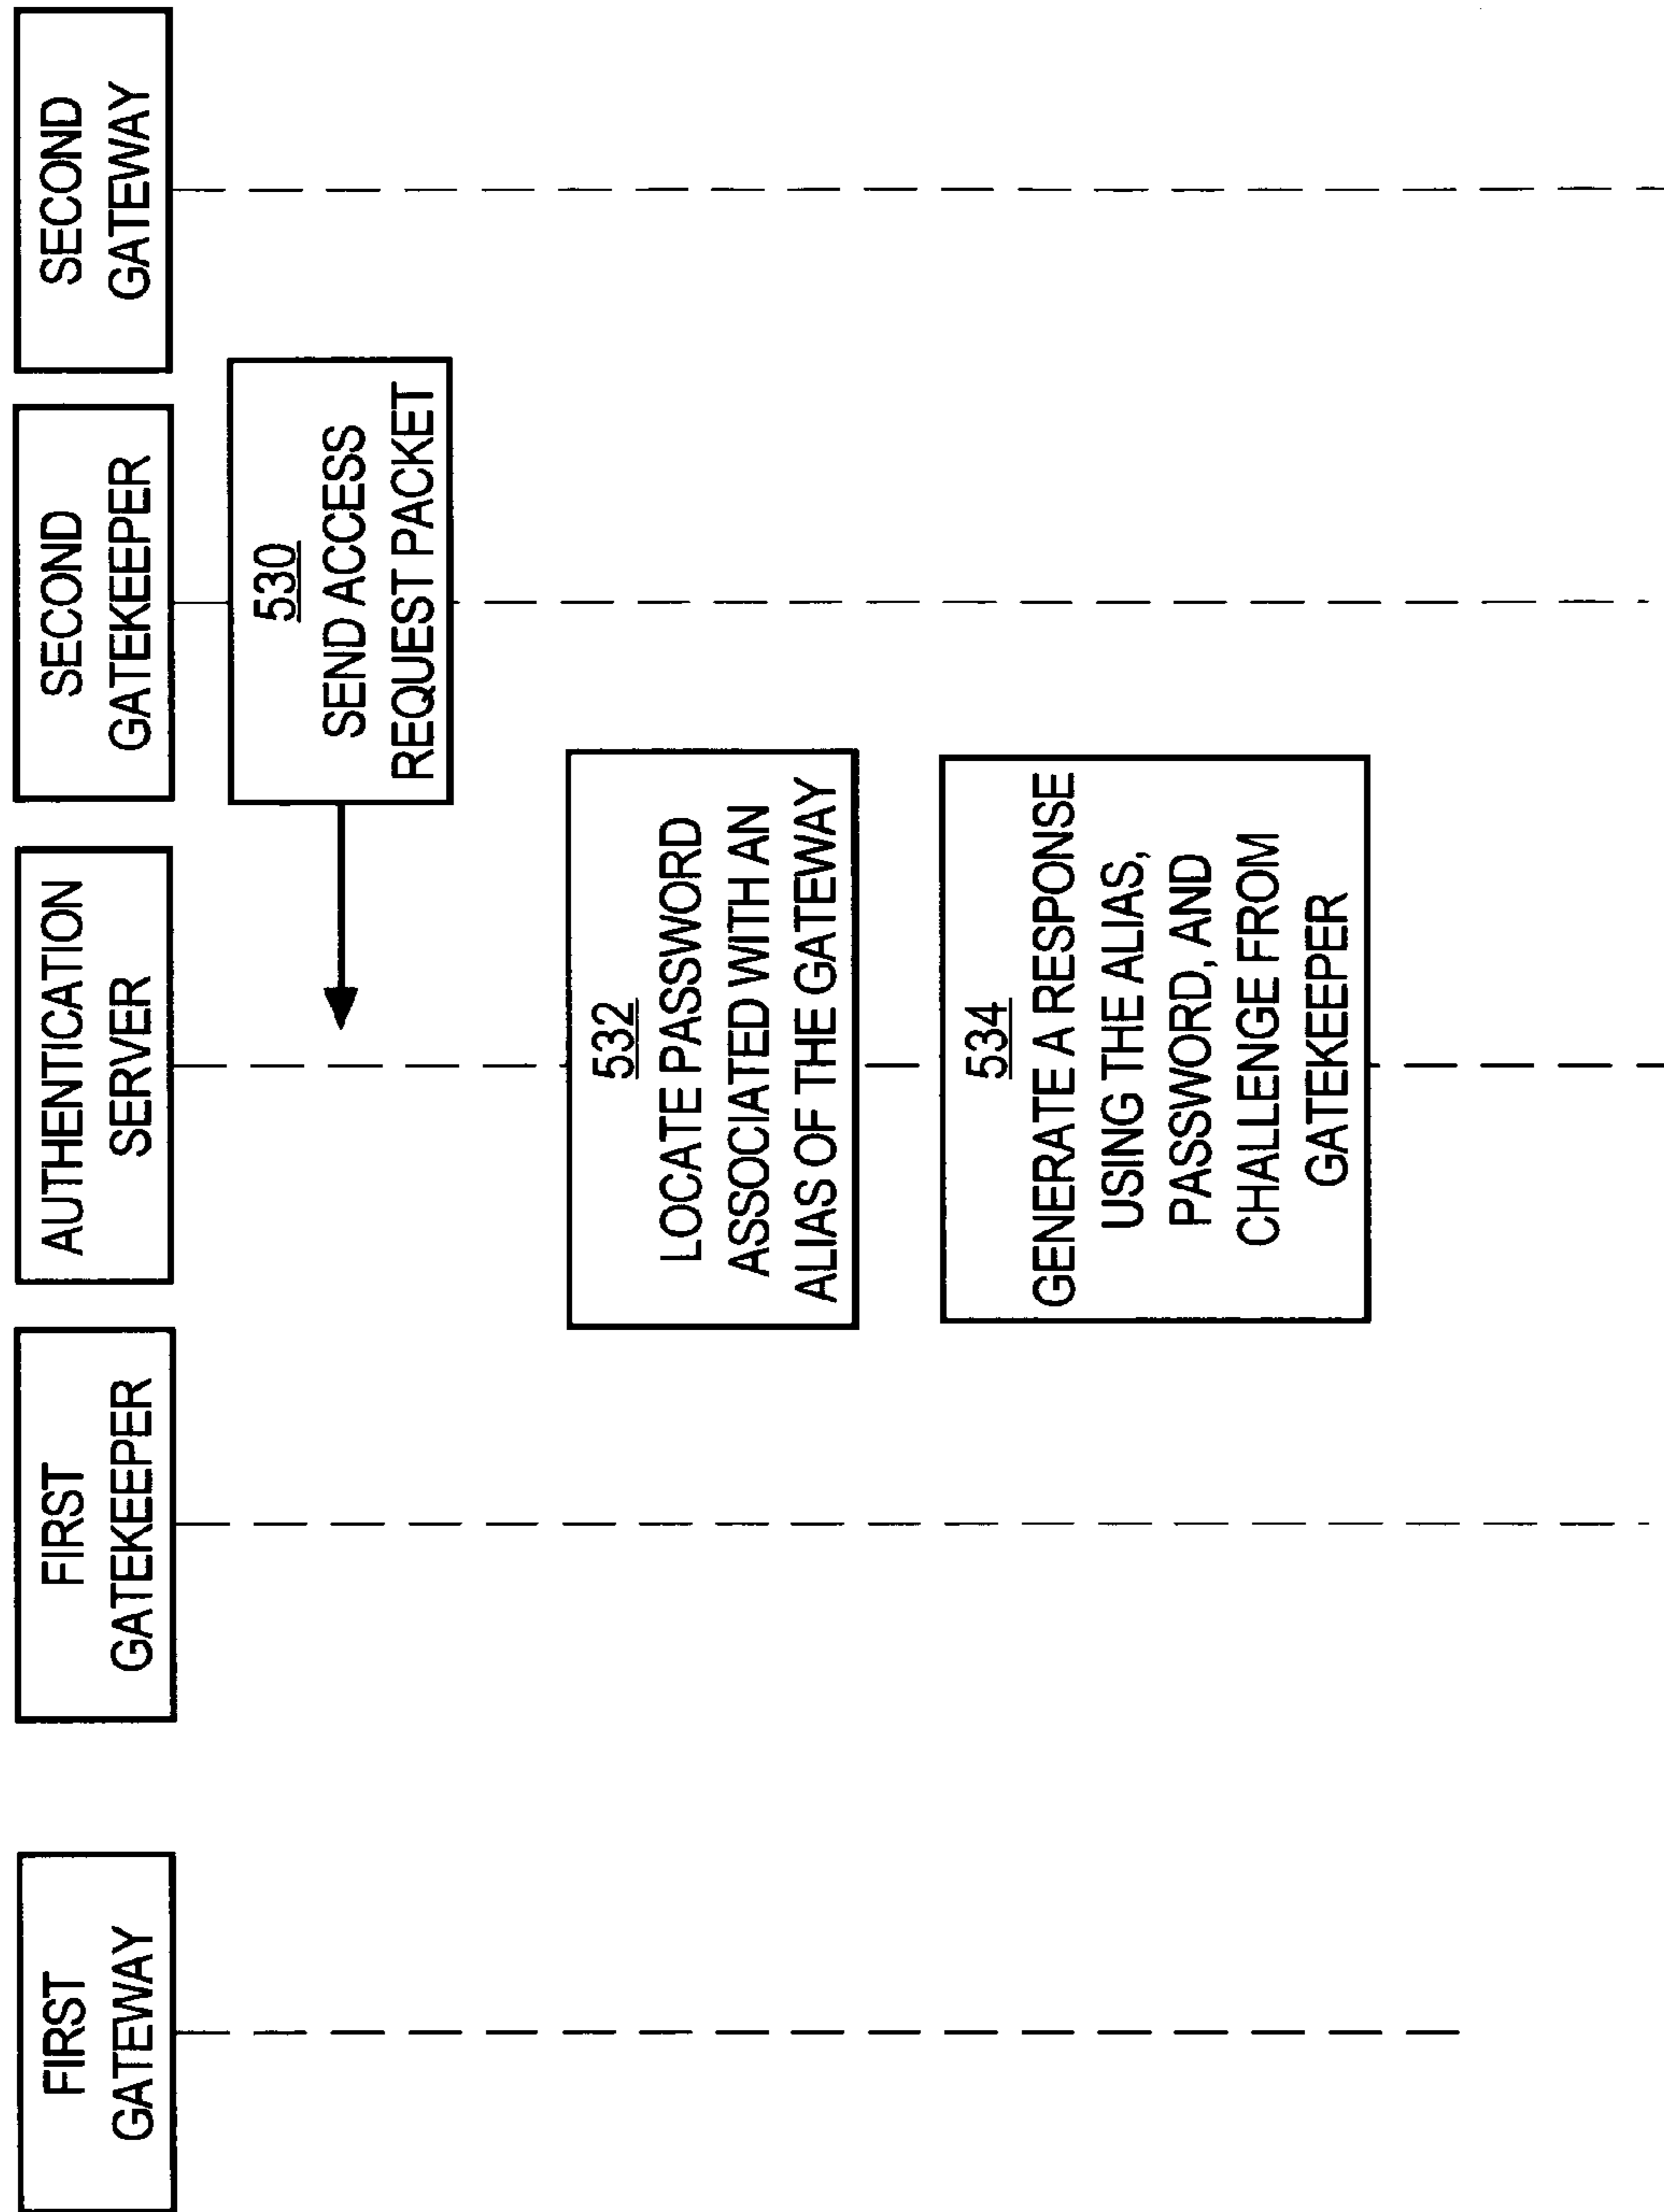 FIRST
GATEWAY
FIRST
GATEKEEPER
AUTHENTICATION
SERVER
SECOND
GATEKEEPER
SECOND
GATEWAY
530
SEND ACCESS
REQUEST PACKET
532
LOCATE PASSWORD
ASSOCIATED WITH AN
ALIAS OF THE GATEWAY
534
GENERATE A RESPONSE
USING THE ALIAS,
PASSWORD, AND
CHALLENGE FROM
GATEKEEPER